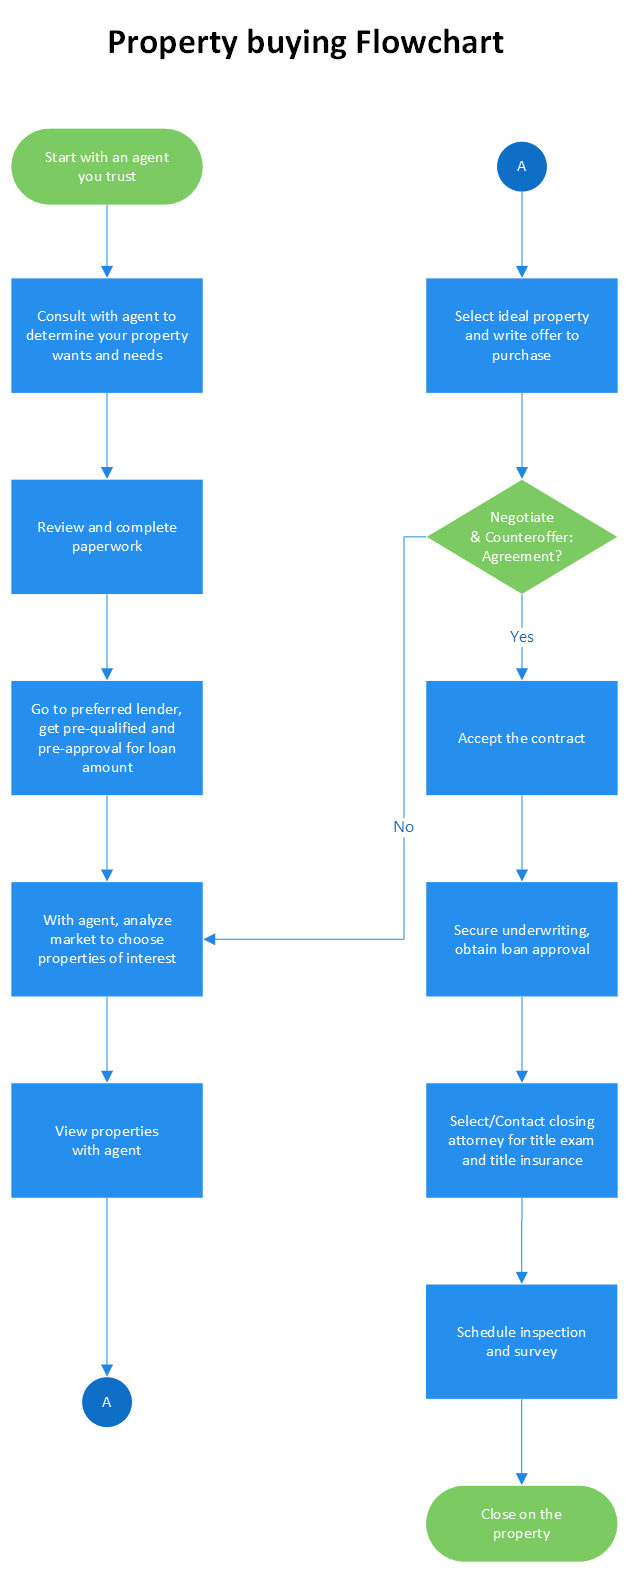 Property buying Flowchart
Start with an agent
you trust
Consult with agent to
determine your property
wants and needs
Review and complete
paperwork
Go to preferred lender,
get pre-qualified and
pre-approval for loan
amount
With agent, analyze
market to choose
properties of interest
View properties
with agent
A
A
Select ideal property
and write offer to
purchase
Negotiate
& Counteroffer:
Agreement?
Yes
No
Accept the contract
Secure underwriting,
obtain loan approval
Select/Contact closing
attorney for title exam
and title insurance
Schedule inspection
and survey
Close on the
property